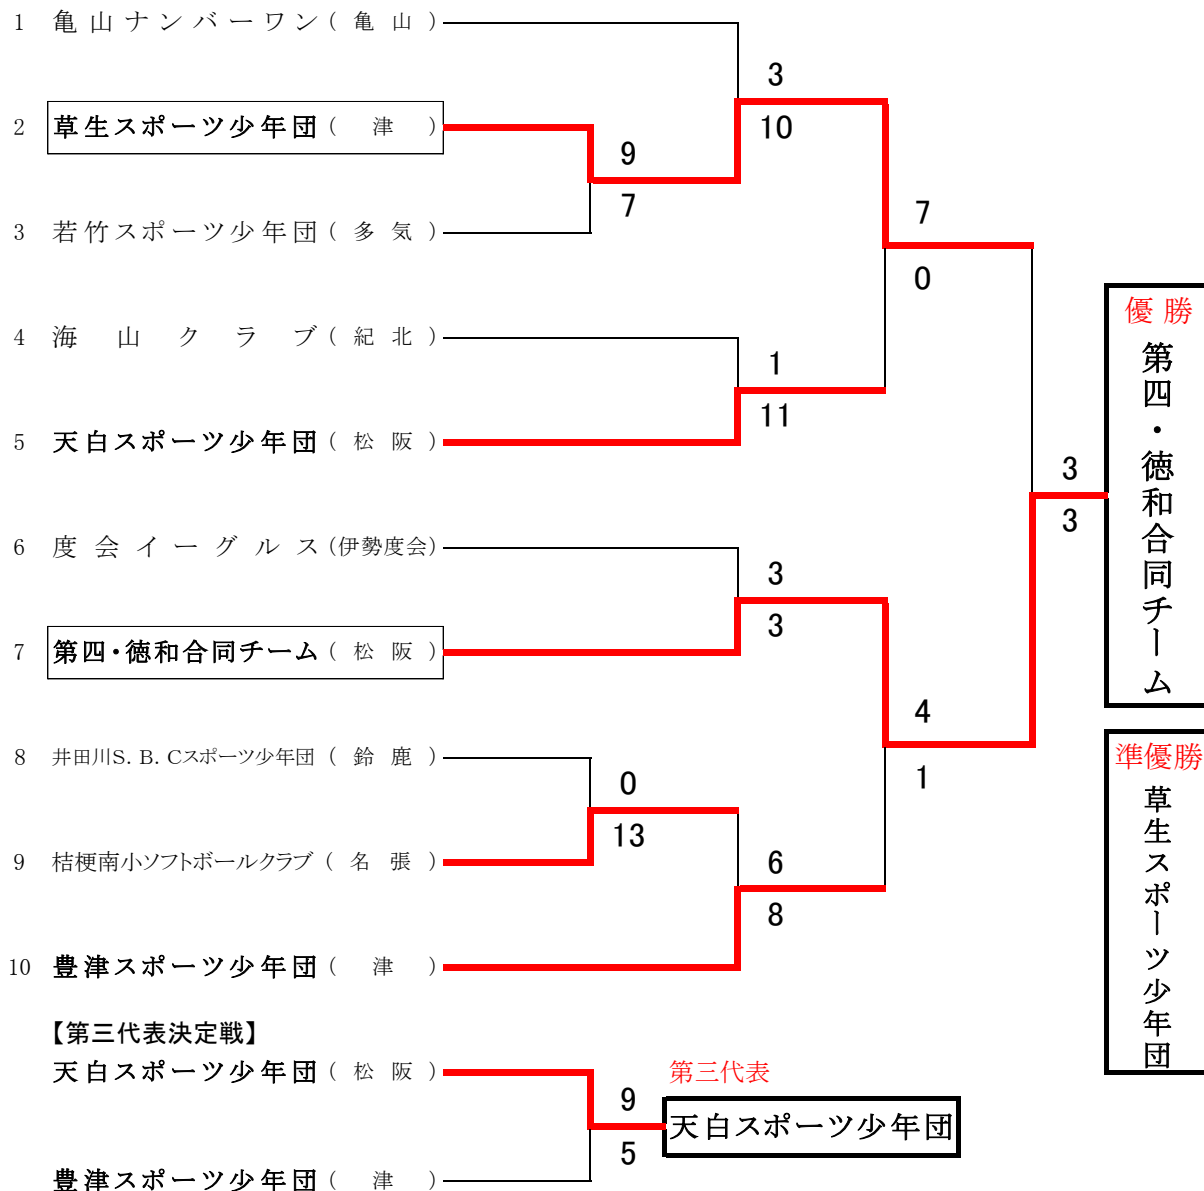 1 亀山ナンバーワン(亀山)
3
10
2 草生スポーツ少年団(津)
9
7
3 若竹スポーツ少年団(多気)
7
0
4 海山クラブ(紀北)
1
11
5 天白スポーツ少年団(松阪)
3
3
6 度会イーグルス(伊勢度会)
3
3
7 第四・徳和合同チーム(松阪)
4
1
8 井田川S.B.Cスポーツ少年団(鈴鹿)
0
13
9 桔梗南小ソフトボールクラブ(名張)
6
8
10 豊津スポーツ少年団(津)
優勝
第四・徳和合同チーム
準優勝
草生スポーツ少年団
【第三代表決定戦】
天白スポーツ少年団(松阪)
9
5
第三代表
天白スポーツ少年団
豊津スポーツ少年団(津)